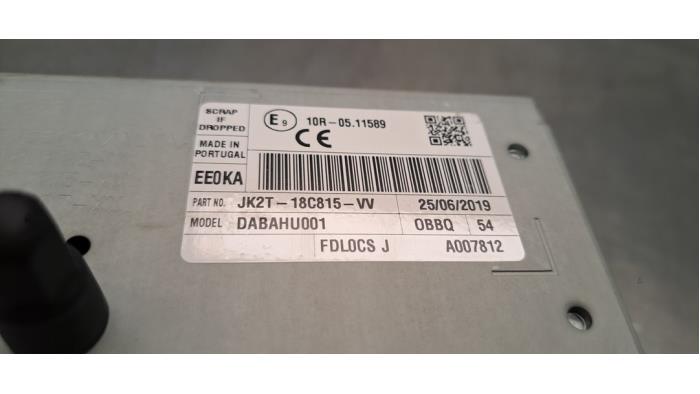 SCRAP
IF
DROPPED
E9 10R-05.11589
CE
MADE IN
PORTUGAL
EE0KA
PART NO. JK2T-18C815-VV 25/06/2019
MODEL DABAHU001 OBBQ 54
FDLOCS J A007812